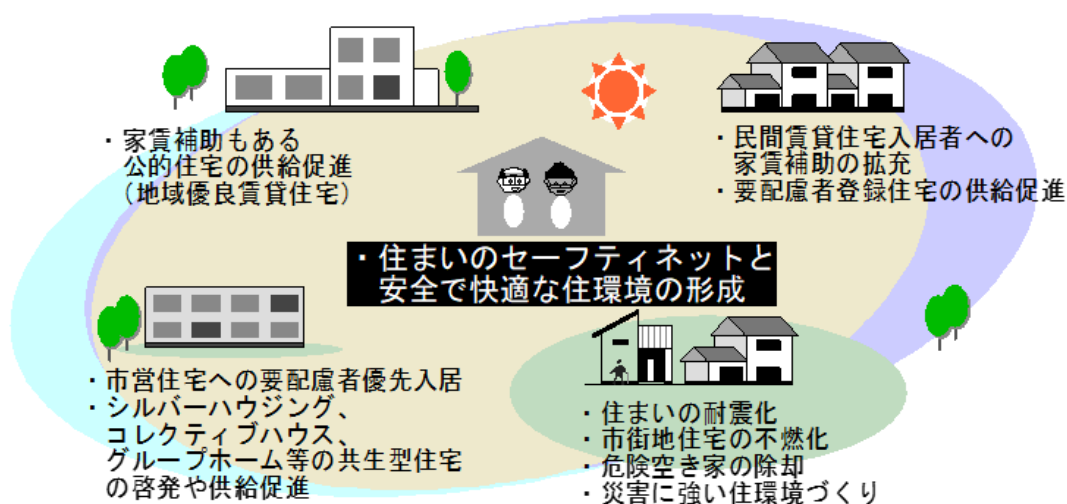 ・家賃補助もある
公的住宅の供給促進
（地域優良賃貸住宅）
・民間賃貸住宅入居者への
家賃補助の拡充
・要配慮者登録住宅の供給促進
・住まいのセーフティネットと
安全で快適な住環境の形成
・市営住宅への要配慮者優先入居
・シルバーハウジング、
コレクティブハウス、
グループホーム等の共生型住宅
の啓発や供給促進
・住まいの耐震化
・市街地住宅の不燃化
・危険空き家の除却
・災害に強い住環境づくり